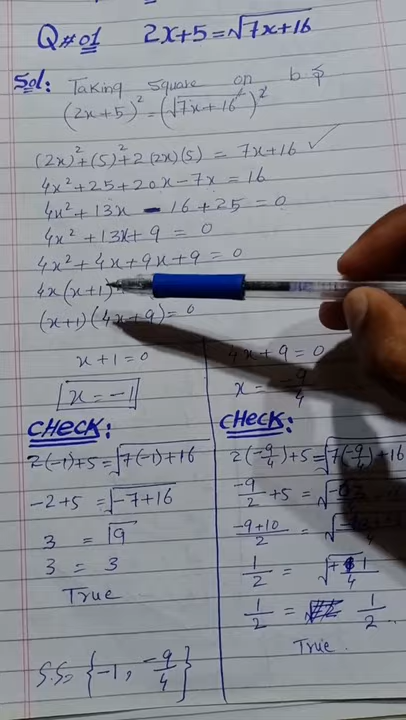 Q#01 2x+5=√7x+16
Sol: Taking square on b.s
(2x+5)² = (√7x+16)²
(2x)²+(5)²+2(2x)(5) = 7x+16 ✓
4x²+25+20x-7x = 16
4x²+13x - 16+25 = 0
4x²+13x+9 = 0
4x²+4x+9x+9 = 0
4x(x+1)
(x+1)(4x+9) = 0
x+1=0
x = -1
CHECK:
2(-1)+5 = √7(-1)+16
-2+5 = √-7+16
3 = √9
3 = 3
True
4x+9 = 0
x = -9/4
CHECK:
2(-9/4)+5 = √7(-9/4)+16
-9/2 +5 =
-9+10/2 =
1/2 =
1/2 = 1/2
True.
S.S, {-1, -9/4}